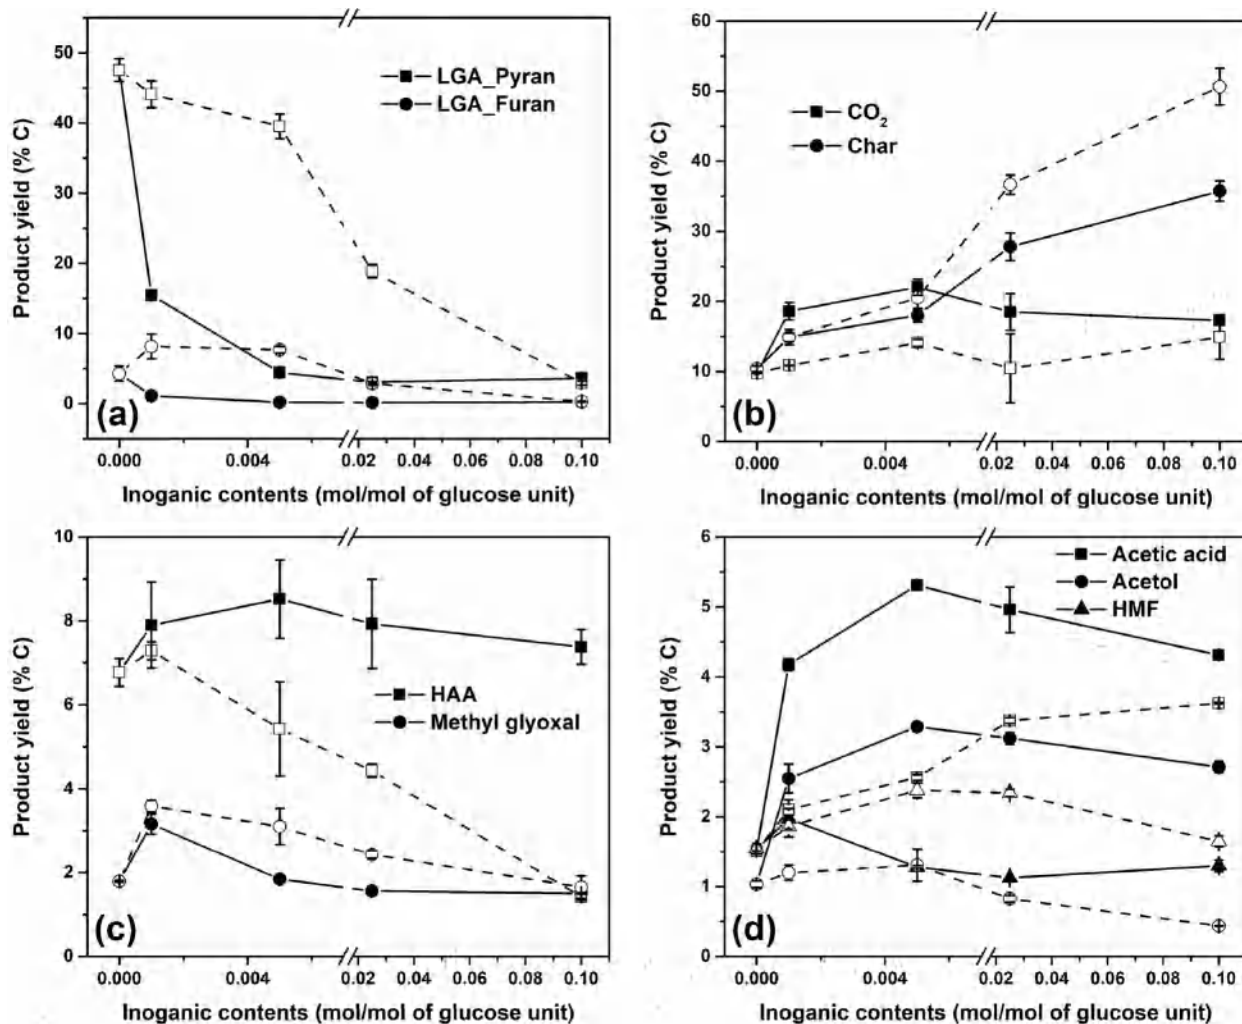 50
40
30
20
10
0
Product yield (% C)
LGA_Pyran
LGA_Furan
(a)
0.000 0.004 0.02 0.04 0.06 0.08 0.10
Inoganic contents (mol/mol of glucose unit)
60
50
40
30
20
10
0
Product yield (% C)
CO2
Char
(b)
0.000 0.004 0.02 0.04 0.06 0.08 0.10
Inoganic contents (mol/mol of glucose unit)
10
8
6
4
2
0
Product yield (% C)
HAA
Methyl glyoxal
(c)
0.000 0.004 0.02 0.04 0.06 0.08 0.10
Inoganic contents (mol/mol of glucose unit)
6
5
4
3
2
1
0
Product yield (% C)
Acetic acid
Acetol
HMF
(d)
0.000 0.004 0.02 0.04 0.06 0.08 0.10
Inoganic contents (mol/mol of glucose unit)